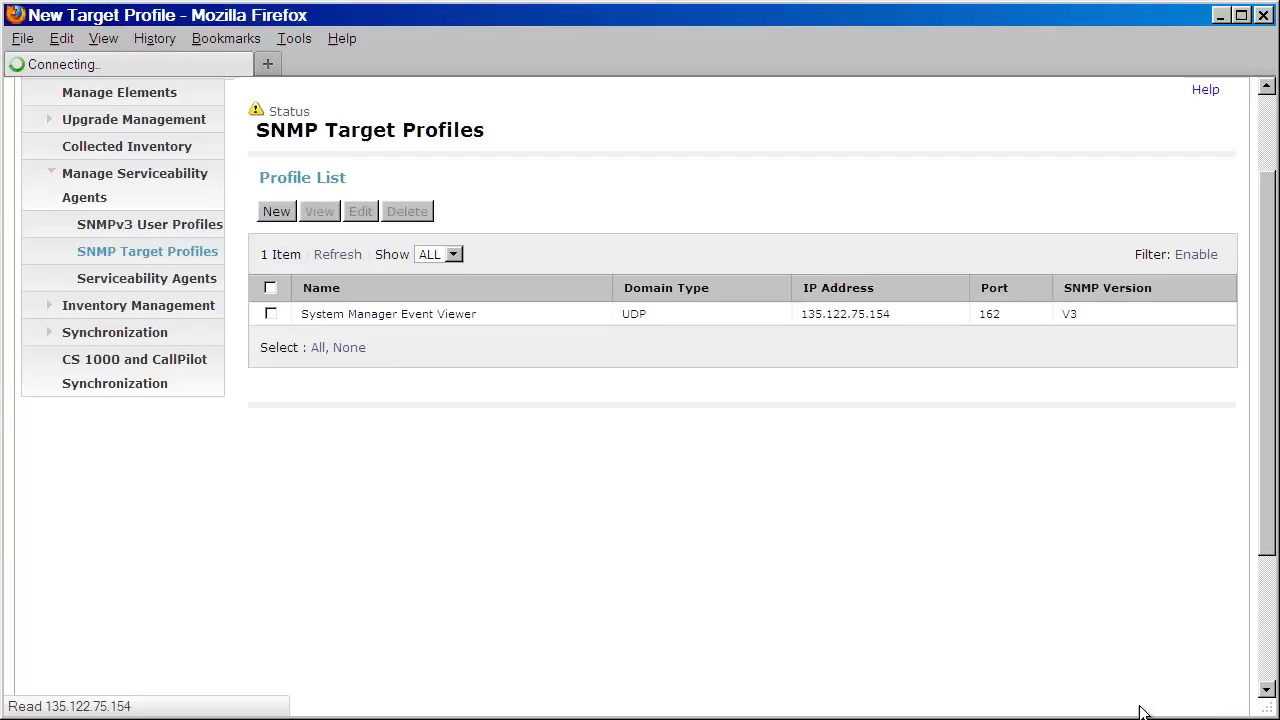 New Target Profile - Mozilla Firefox
File Edit View History Bookmarks Tools Help
Connecting..
+
Manage Elements
Upgrade Management
Collected Inventory
Manage Serviceability
Agents
SNMPv3 User Profiles
SNMP Target Profiles
Serviceability Agents
Inventory Management
Synchronization
CS 1000 and CallPilot
Synchronization
Help
Status
SNMP Target Profiles
Profile List
New View Edit Delete
1 Item Refresh Show ALL Filter: Enable
Name Domain Type IP Address Port SNMP Version
System Manager Event Viewer UDP 135.122.75.154 162 V3
Select : All, None
Read 135.122.75.154